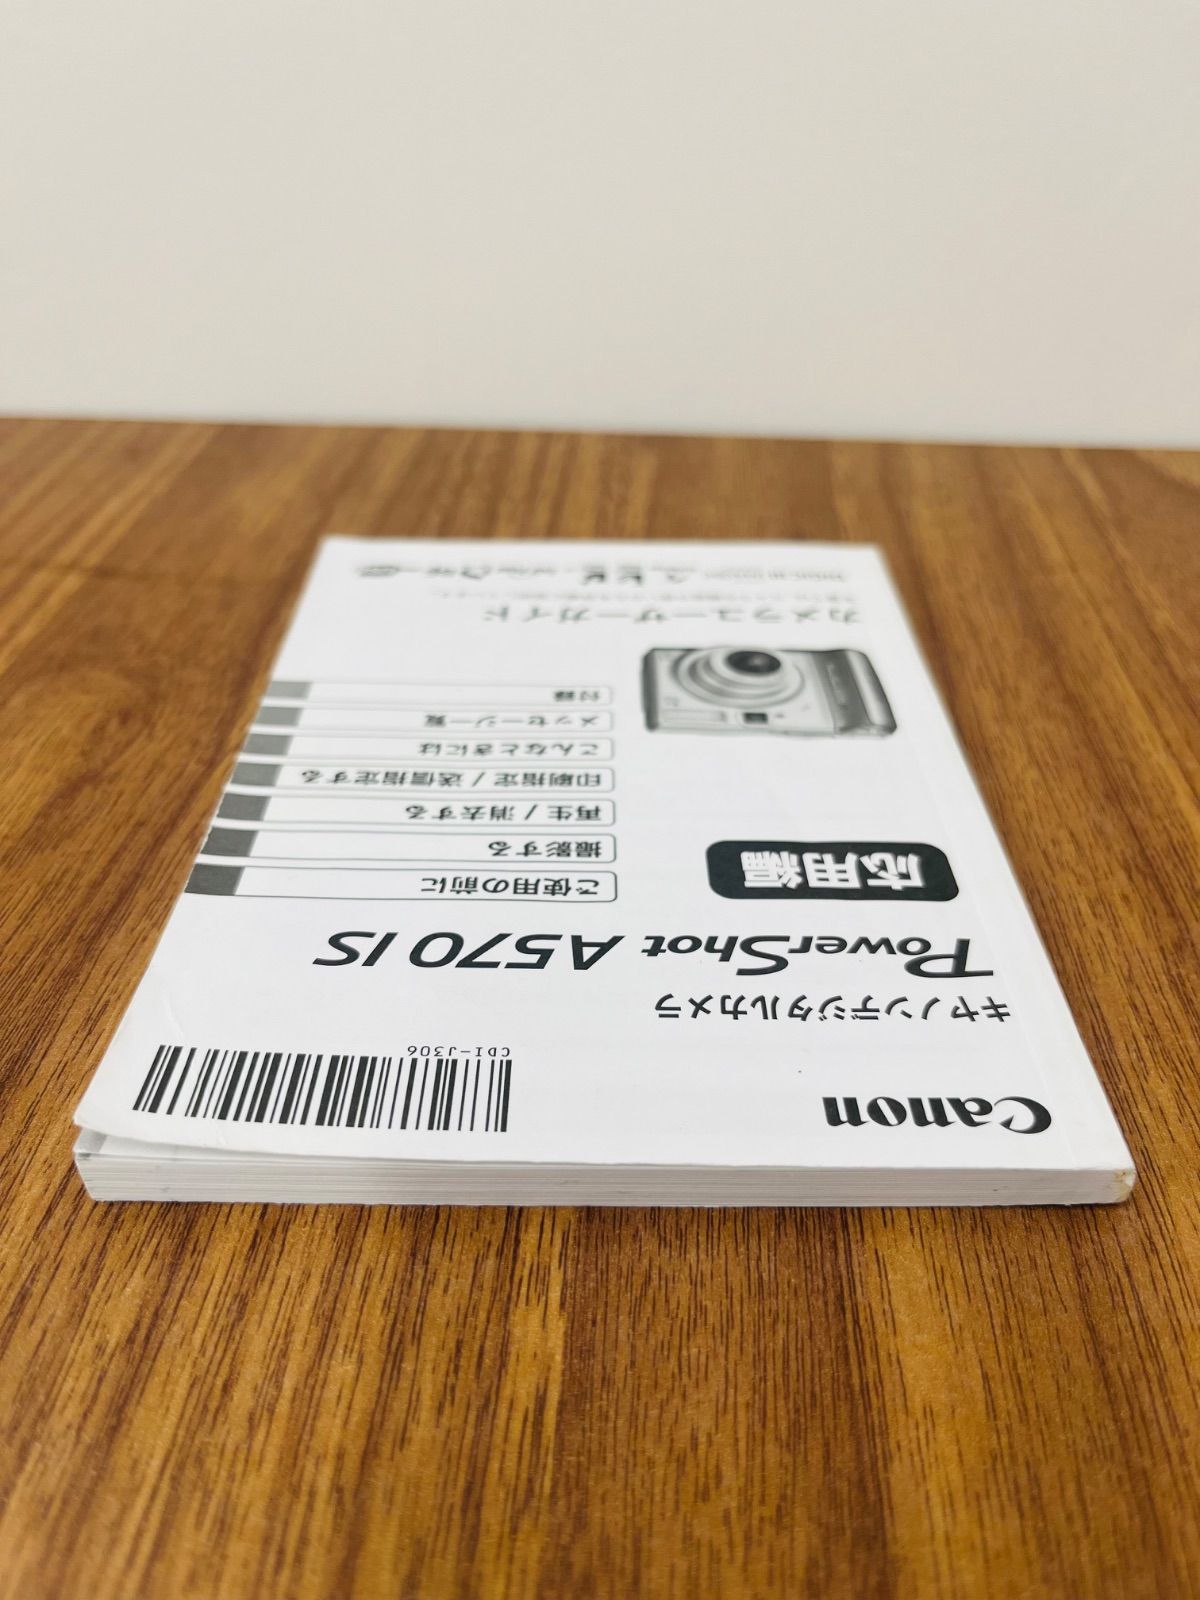 Canon
CDI-J306
キヤノンデジタルカメラ
PowerShot A570 IS
応用編
ご使用の前に
撮影する
再生 / 消去する
印刷指定 / 送信指定する
こんなときには
メッセージ一覧
付録
カメラユーザーガイド